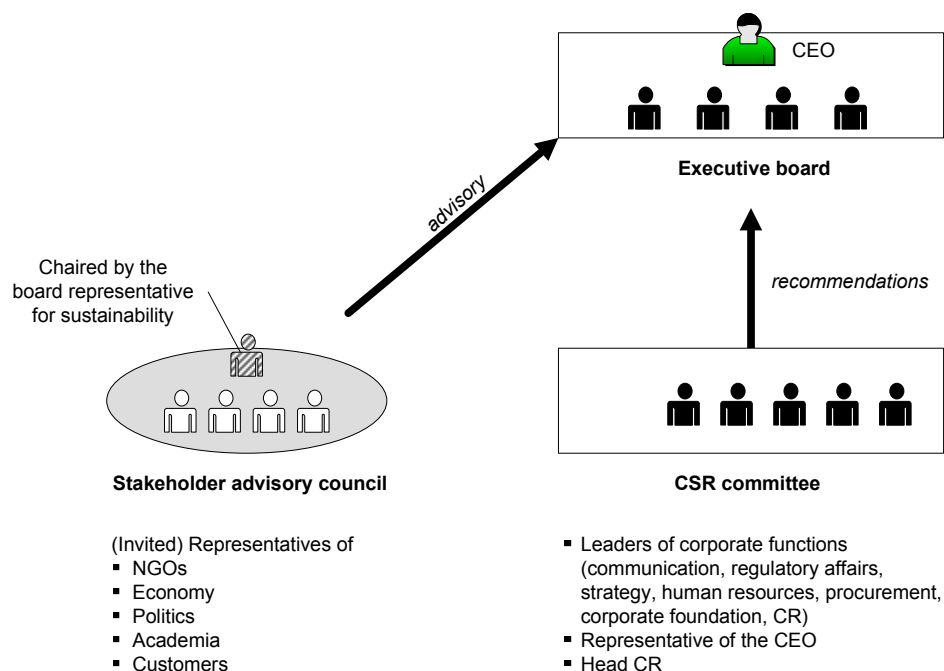 CEO
Executive board
advisory
Chaired by the
board representative
for sustainability
recommendations
Stakeholder advisory council
CSR committee
(Invited) Representatives of
▪ NGOs
▪ Economy
▪ Politics
▪ Academia
▪ Customers
▪ Leaders of corporate functions
(communication, regulatory affairs,
strategy, human resources, procurement,
corporate foundation, CR)
▪ Representative of the CEO
▪ Head CR